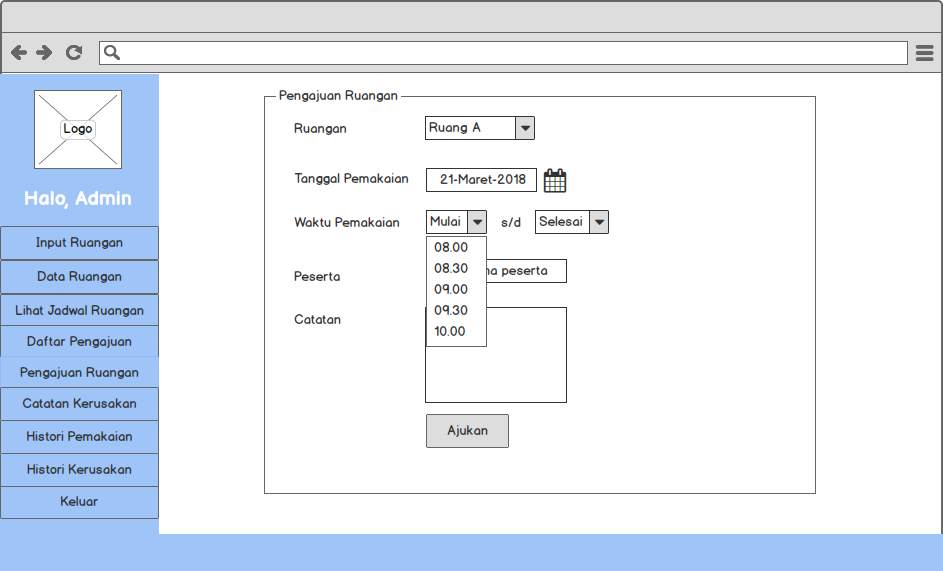 Logo
Halo, Admin
Input Ruangan
Data Ruangan
Lihat Jadwal Ruangan
Daftar Pengajuan
Pengajuan Ruangan
Catatan Kerusakan
Histori Pemakaian
Histori Kerusakan
Keluar
Pengajuan Ruangan
Ruangan Ruang A
Tanggal Pemakaian 21-Maret-2018
Waktu Pemakaian Mulai s/d Selesai
08.00
08.30
09.00
09.30
10.00
Peserta peserta
Catatan
Ajukan